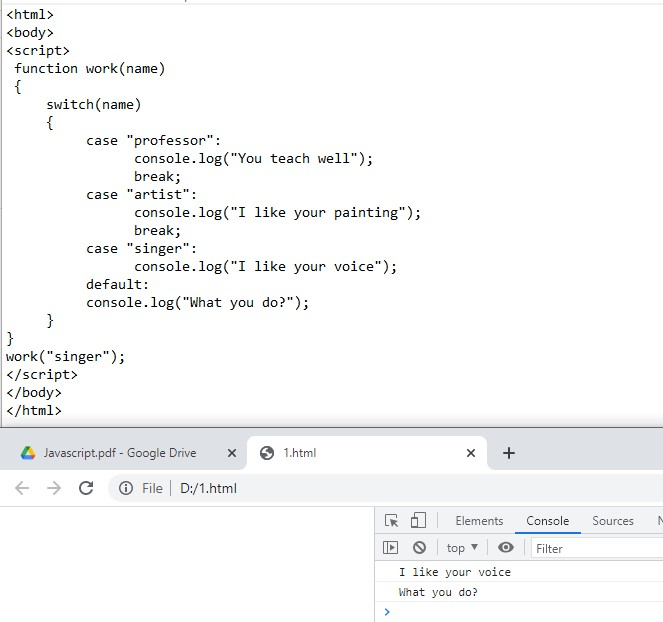 <html>
<body>
<script>
 function work(name)
 {
     switch(name)
     {
          case "professor":
                console.log("You teach well");
                break;
          case "artist":
                console.log("I like your painting");
                break;
          case "singer":
                console.log("I like your voice");
          default:
          console.log("What you do?");
     }
}
work("singer");
</script>
</body>
</html>
Javascript.pdf - Google Drive 1.html
File D:/1.html
Elements Console Sources
top Filter
I like your voice
What you do?